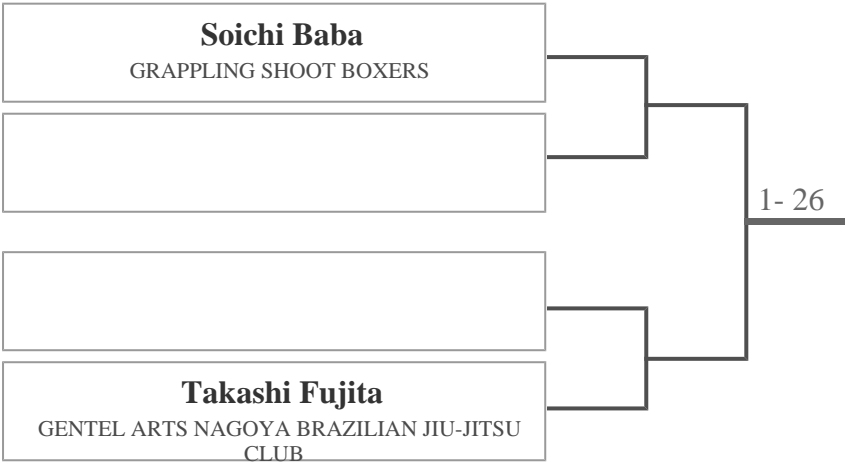 Soichi Baba
GRAPPLING SHOOT BOXERS
1- 26
Takashi Fujita
GENTEL ARTS NAGOYA BRAZILIAN JIU-JITSU
CLUB